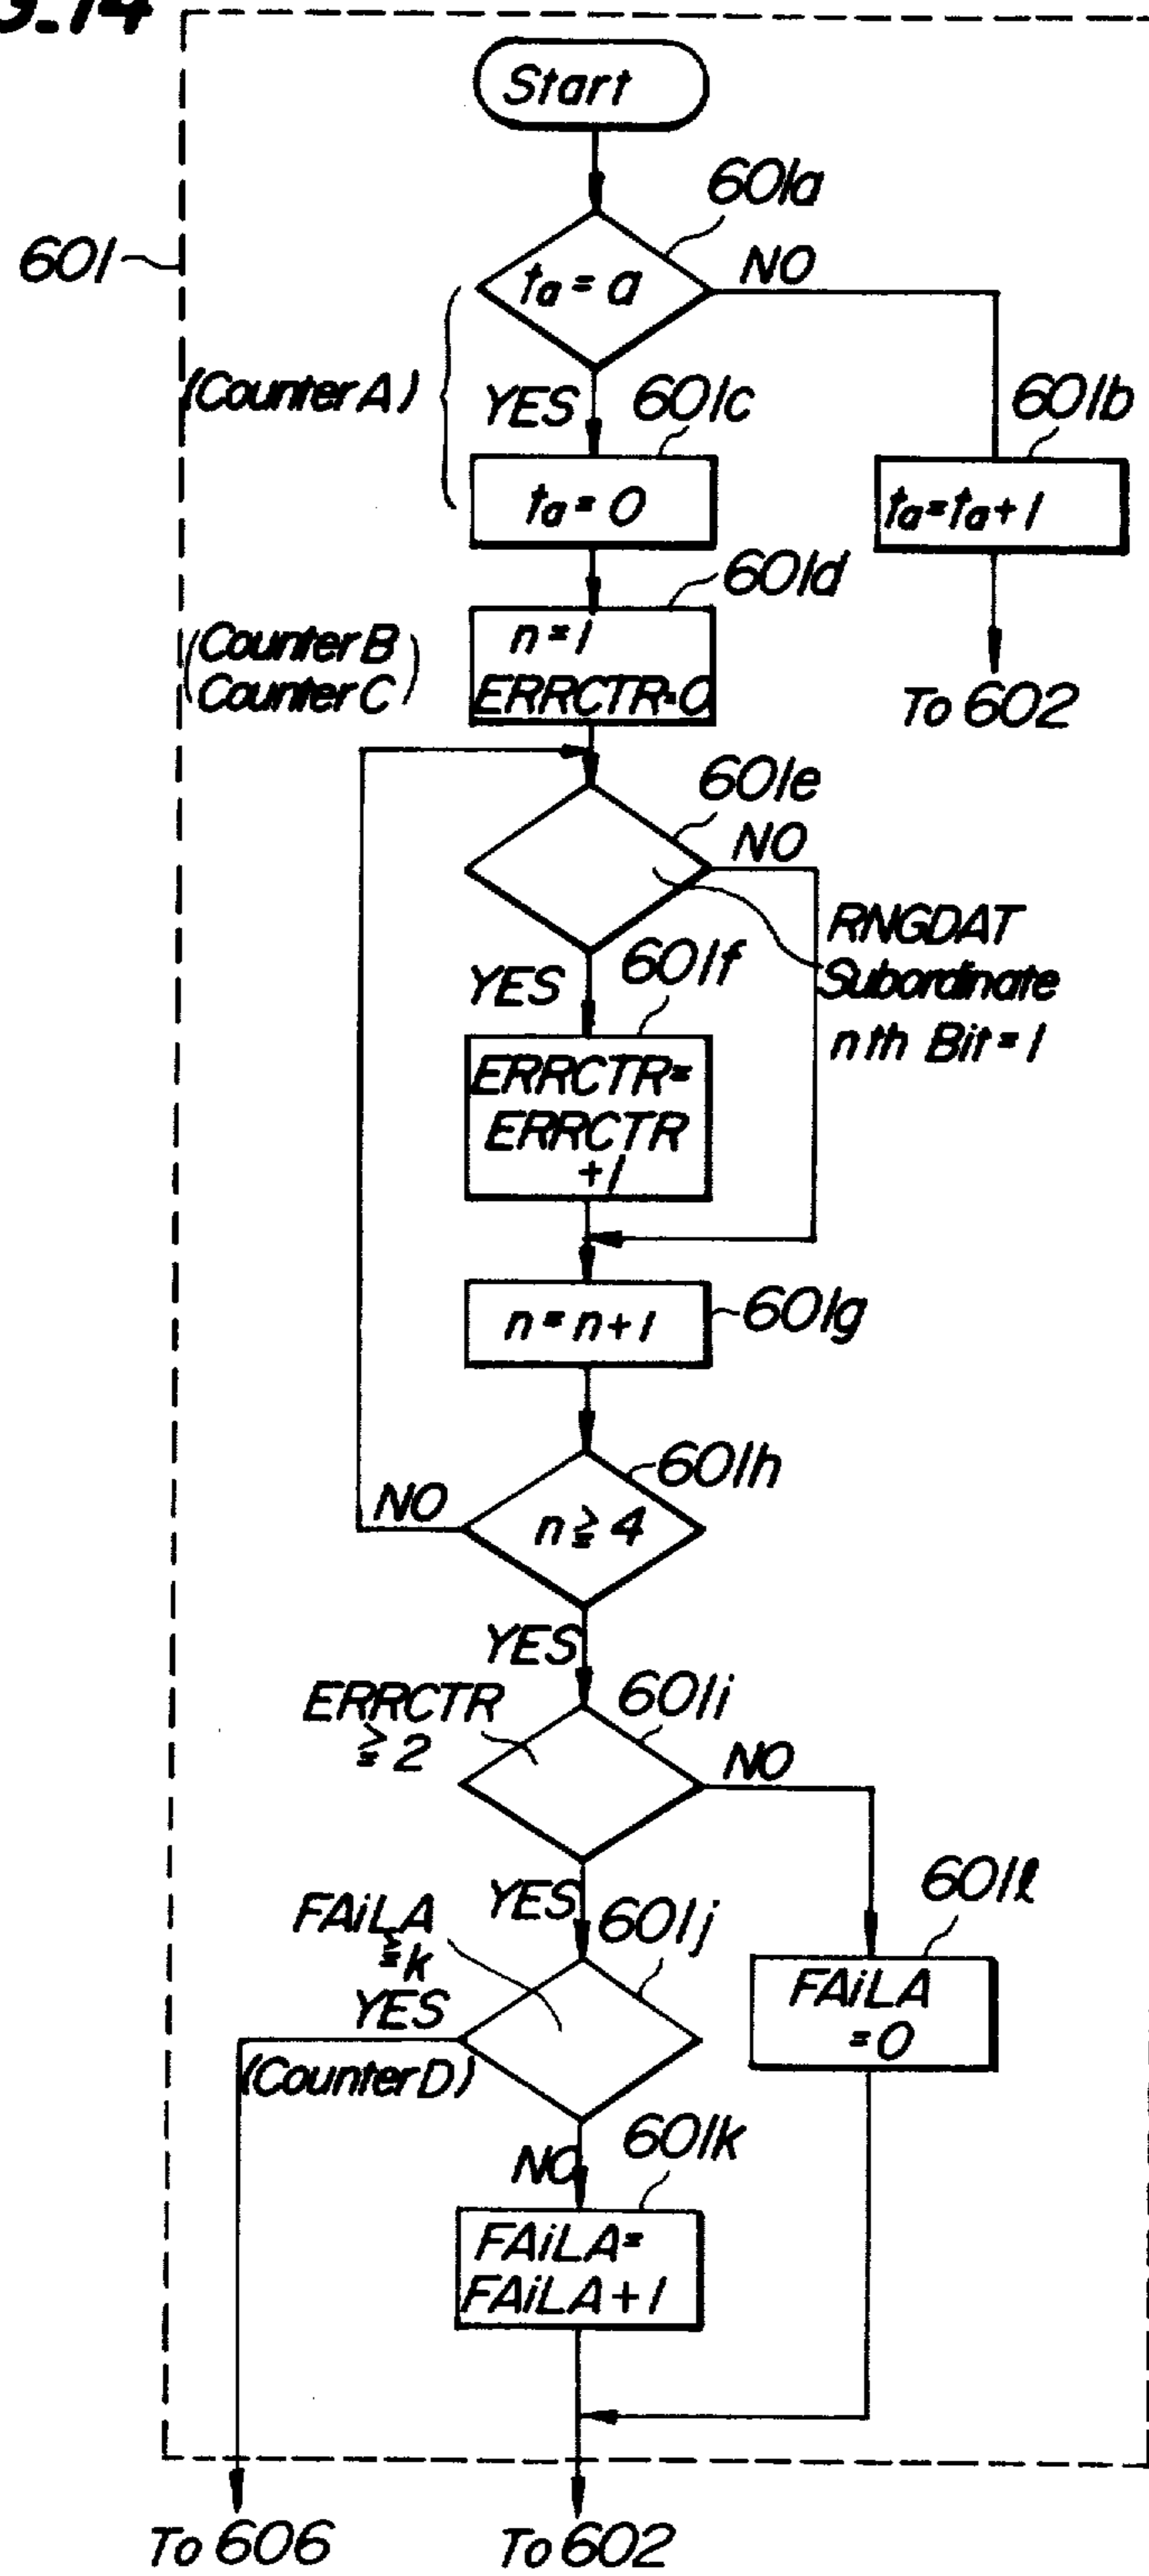 G.14
Start
601a
601
ta = a
NO
(Counter A)
YES
601c
601b
ta = 0
ta = ta + 1
601d
(Counter B
Counter C)
n = 1
ERRCTR = 0
To 602
601e
NO
RNGDAT
Subordinate
nth Bit = 1
YES
601f
ERRCTR =
ERRCTR
+ 1
n = n + 1
601g
601h
NO
n ≧ 4
YES
ERRCTR
≧ 2
601i
NO
YES
601j
601l
FAiLA
≧ k
YES
(Counter D)
FAiLA
= 0
NO
601k
FAiLA =
FAiLA + 1
To 606
To 602